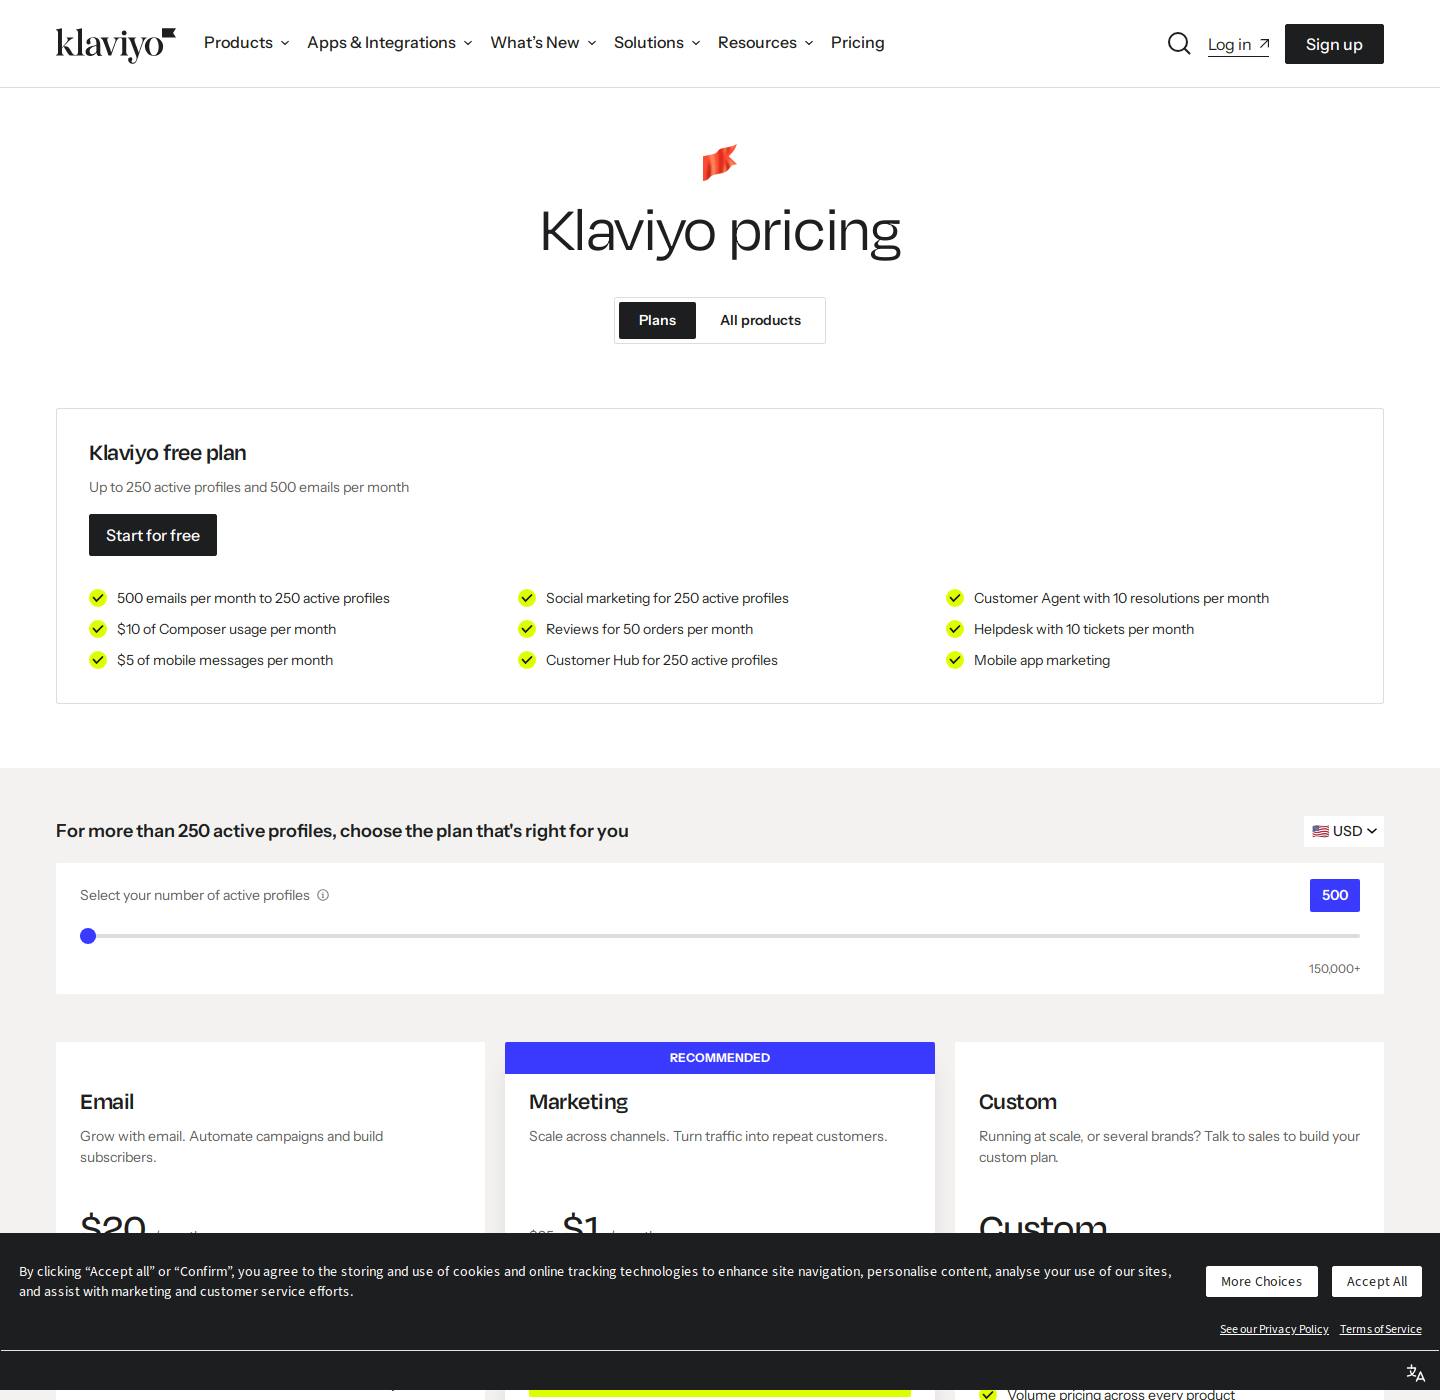 klaviyo
Products
Apps & Integrations
What's New
Solutions
Resources
Pricing
Log in
Sign up
Klaviyo pricing
Plans
All products
Klaviyo free plan
Up to 250 active profiles and 500 emails per month
Start for free
500 emails per month to 250 active profiles
$10 of Composer usage per month
$5 of mobile messages per month
Social marketing for 250 active profiles
Reviews for 50 orders per month
Customer Hub for 250 active profiles
Customer Agent with 10 resolutions per month
Helpdesk with 10 tickets per month
Mobile app marketing
For more than 250 active profiles, choose the plan that's right for you
USD
Select your number of active profiles
500
150,000+
Email
Grow with email. Automate campaigns and build
subscribers.
$20
RECOMMENDED
Marketing
Scale across channels. Turn traffic into repeat customers.
$1
Custom
Running at scale, or several brands? Talk to sales to build your
custom plan.
Custom
By clicking “Accept all” or “Confirm”, you agree to the storing and use of cookies and online tracking technologies to enhance site navigation, personalise content, analyse your use of our sites,
and assist with marketing and customer service efforts.
More Choices
Accept All
See our Privacy Policy
Terms of Service
Volume pricing across every product